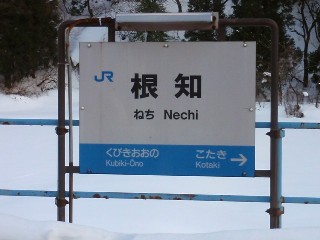 JR
根知
ねち Nechi
くびきおおの こたき →
Kubiki-Ōno Kotaki